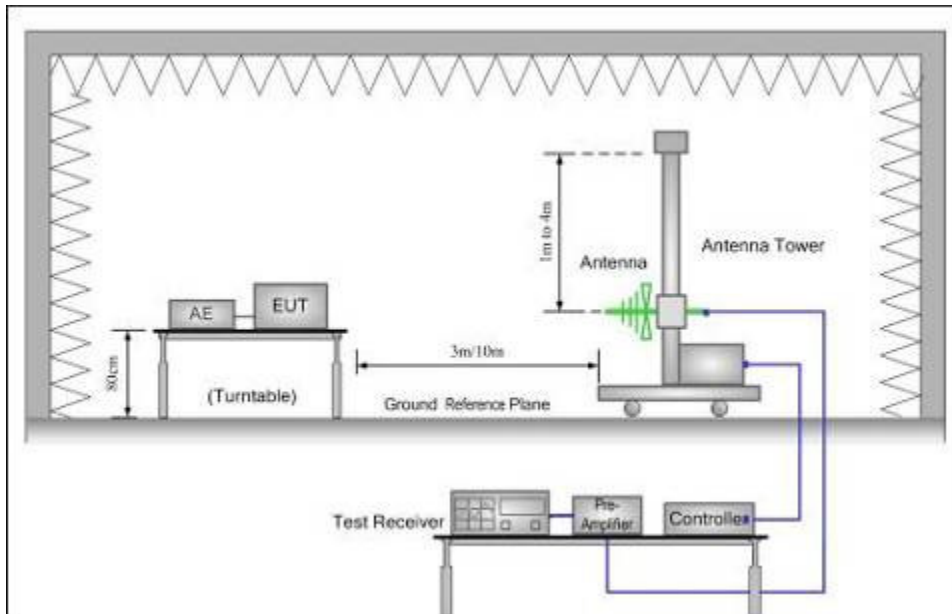 1m to 4m
Antenna
Antenna Tower
AE
EUT
80cm
3m/10m
(Turntable)
Ground Reference Plane
Test Receiver
Pre-
Amplifier
Controller